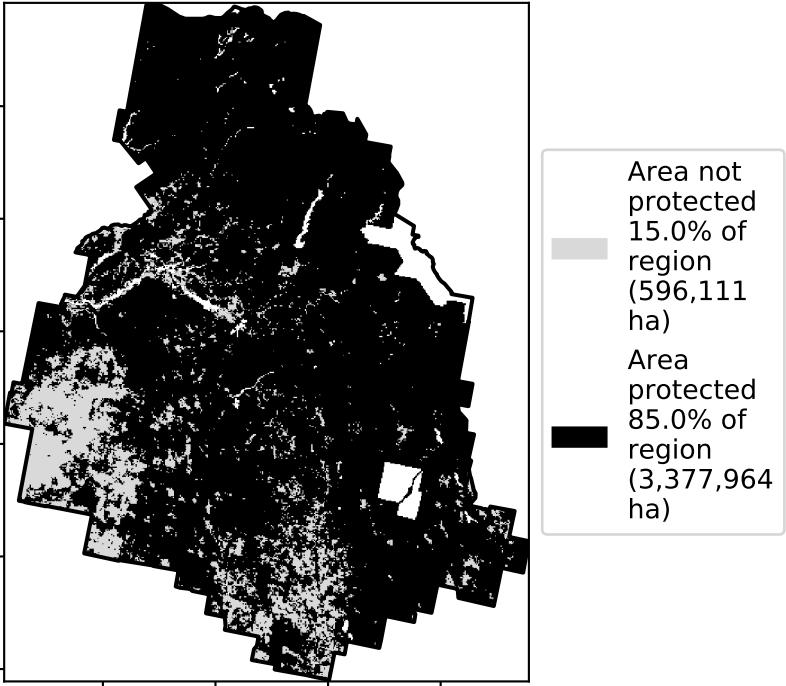 Area not
protected
15.0% of
region
(596,111
ha)
Area
protected
85.0% of
region
(3,377,964
ha)